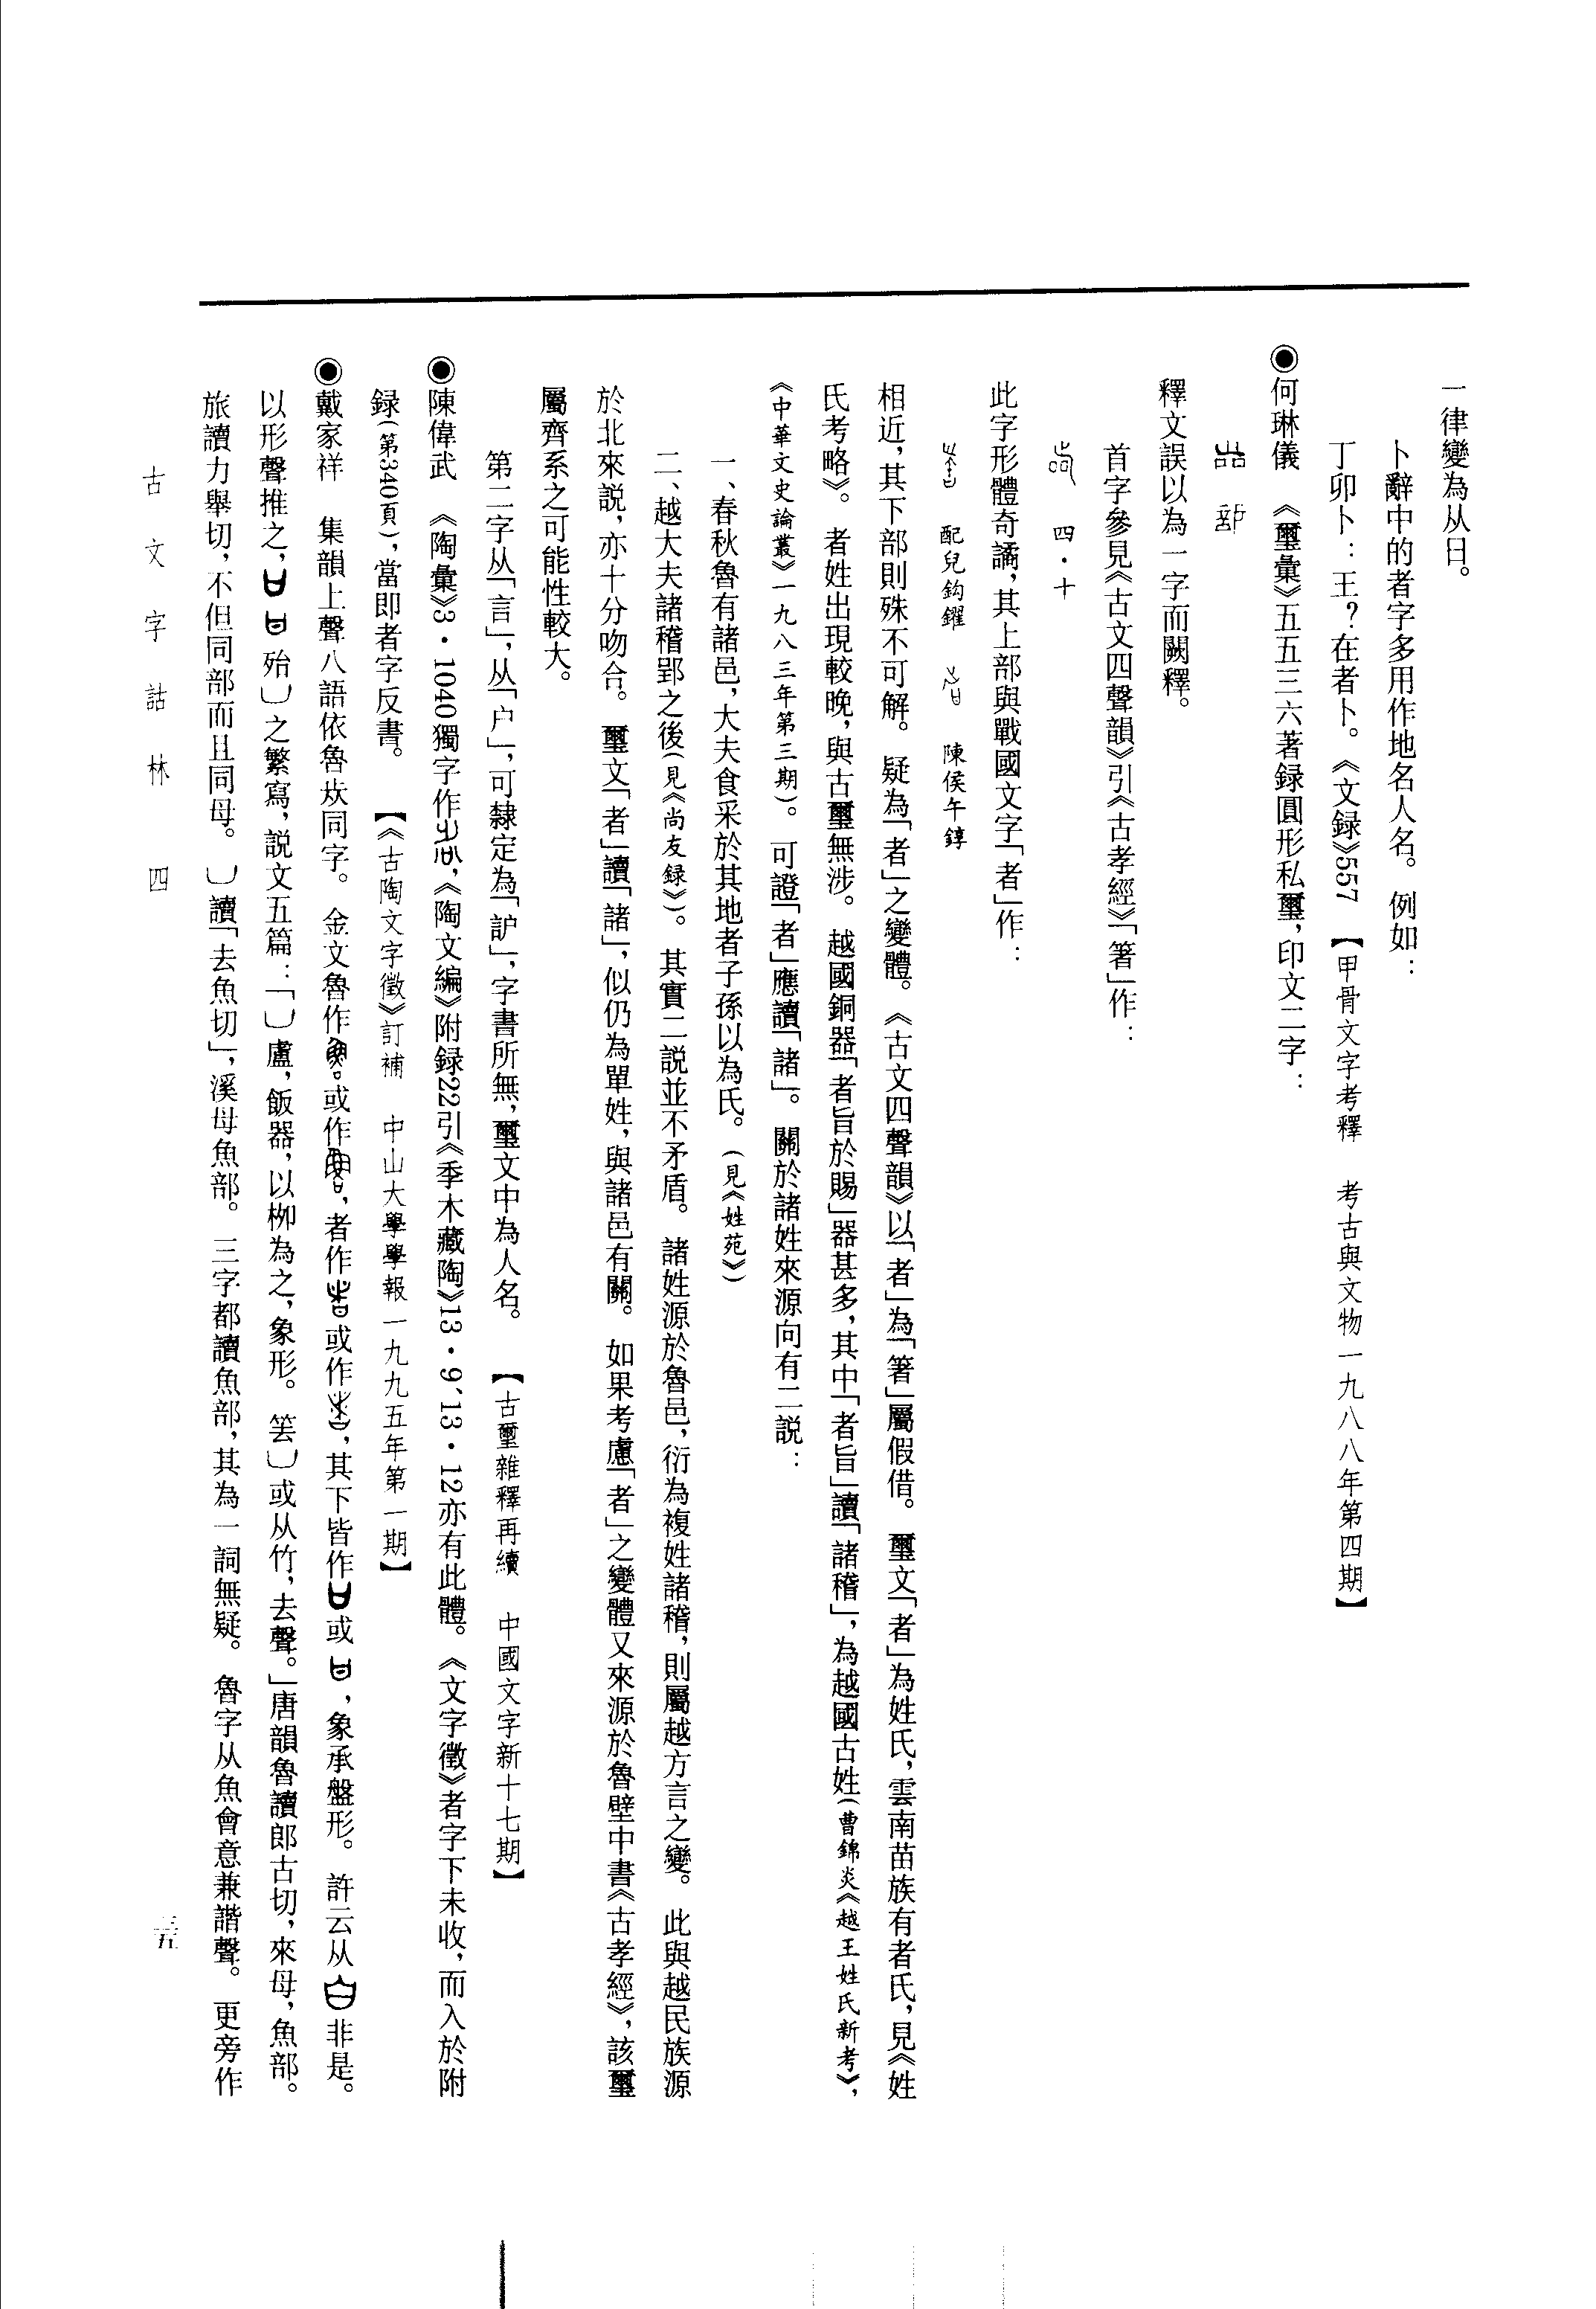 一律變為从日。
卜辭中的者字多用作地名人名。例如：
丁卯卜：王？在者卜。《文録》557　【甲骨文字考釋　考古與文物一九八八年第四期】
◉何琳儀　《璽彙》五五三六著録圓形私璽，印文二字：
釋文誤以為一字而闕釋。
首字參見《古文四聲韻》引《古孝經》「箸」作：
四·十
此字形體奇譎，其上部與戰國文字「者」作：
配兒鈎鑃　陳侯午錞
相近，其下部則殊不可解。疑為「者」之變體。《古文四聲韻》以「者」為「箸」屬假借。璽文「者」為姓氏，雲南苗族有者氏，見《姓
氏考略》。者姓出現較晚，與古璽無涉。越國銅器「者旨於賜」器甚多，其中「者旨」讀「諸稽」，為越國古姓（曹錦炎《越王姓氏新考》，
《中華文史論叢》一九八三年第三期）。可證「者」應讀「諸」。關於諸姓來源向有二説：
一、春秋魯有諸邑，大夫食采於其地者子孫以為氏。（見《姓苑》）
二、越大夫諸稽郢之後（見《尚友録》）。其實二説並不矛盾。諸姓源於魯邑，衍為複姓諸稽，則屬越方言之變。此與越民族源
於北來説，亦十分吻合。璽文「者」讀「諸」，似仍為單姓，與諸邑有關。如果考慮「者」之變體又來源於魯壁中書《古孝經》，該璽
屬齊系之可能性較大。
第二字从「言」，从「户」，可隸定為「䚽」，字書所無，璽文中為人名。　【古璽雜釋再續　中國文字新十七期】
◉陳偉武　《陶彙》3·1040獨字作，《陶文編》附録22引《季木藏陶》13·9、13·12亦有此體。《文字徵》者字下未收，而入於附
録（第340頁），當即者字反書。　【《古陶文字徵》訂補　中山大學學報一九九五年第一期】
◉戴家祥　集韻上聲八語依魯㶽同字。金文魯作。或作，者作或作，其下皆作或，象承盤形。許云从非是。
以形聲推之，殆凵之繁寫，説文五篇：「凵盧，飯器，以柳為之，象形。筈凵或从竹，去聲。」唐韻魯讀郎古切，來母，魚部。
旅讀力舉切，不但同部而且同母。凵讀「去魚切」，溪母魚部。三字都讀魚部，其為一詞無疑。魯字从魚會意兼諧聲。更旁作
古文字詁林　四
三五